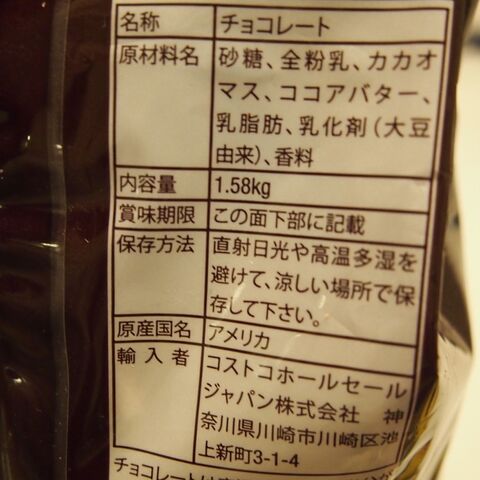 名称 チョコレート
原材料名 砂糖、全粉乳、カカオ
マス、ココアバター、
乳脂肪、乳化剤(大豆
由来)、香料
内容量 1.58kg
賞味期限 この面下部に記載
保存方法 直射日光や高温多湿を
避けて、涼しい場所で保
存して下さい。
原産国名 アメリカ
輸入者 コストコホールセール
ジャパン株式会社 神
奈川県川崎市川崎区池
上新町3-1-4
チョコレートは